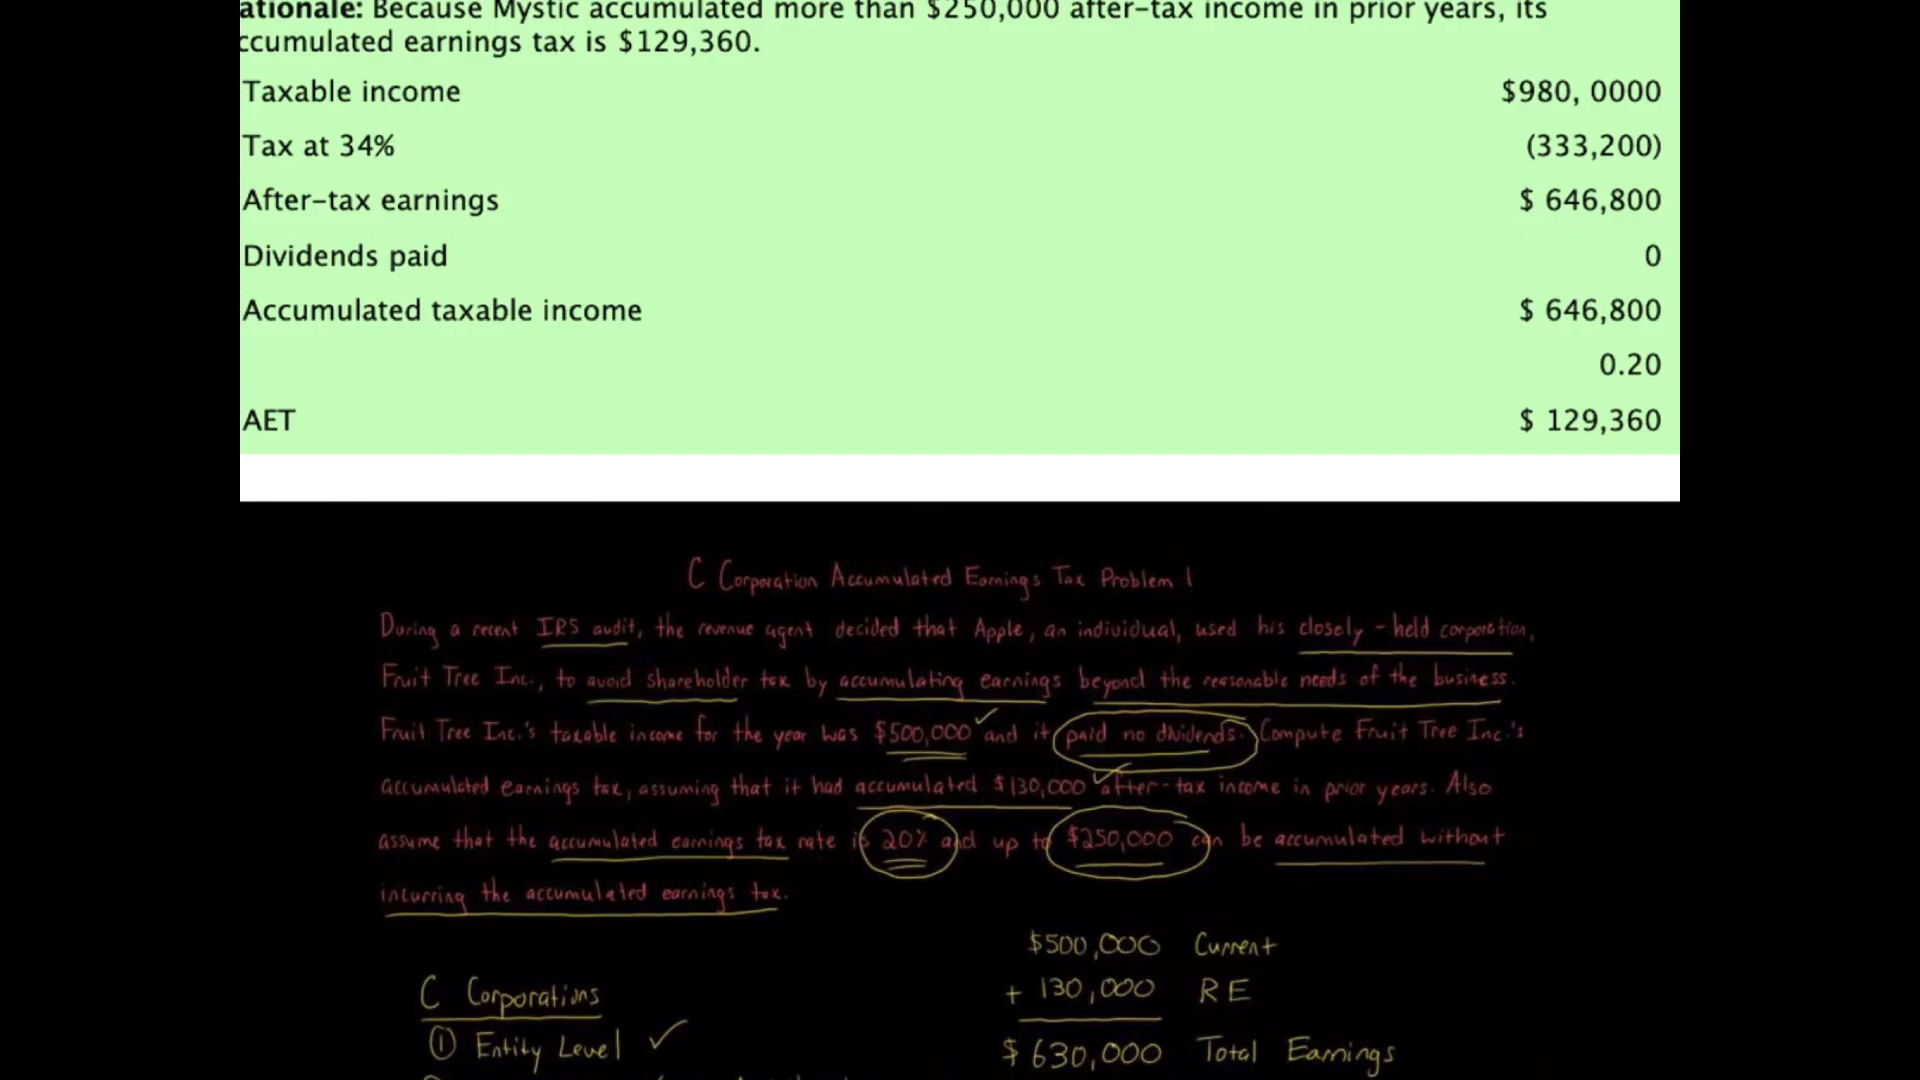 ationale: Because Mystic accumulated more than $250,000 after-tax income in prior years, its
ccumulated earnings tax is $129,360.
Taxable income $980, 0000
Tax at 34% (333,200)
After-tax earnings $ 646,800
Dividends paid 0
Accumulated taxable income $ 646,800
0.20
AET $ 129,360
C Corporation Accumulated Earnings Tax Problem 1
During a recent IRS audit, the revenue agent decided that Apple, an individual, used his closely-held corporation,
Fruit Tree Inc., to avoid shareholder tax by accumulating earnings beyond the reasonable needs of the business.
Fruit Tree Inc.'s taxable income for the year was $500,000 and it paid no dividends. Compute Fruit Tree Inc.'s
accumulated earnings tax, assuming that it had accumulated $130,000 after-tax income in prior years. Also
assume that the accumulated earnings tax rate is 20% and up to $250,000 can be accumulated without
incurring the accumulated earnings tax.
$500,000 Current
C Corporations + 130,000 RE
① Entity Level ✓ $ 630,000 Total Earnings